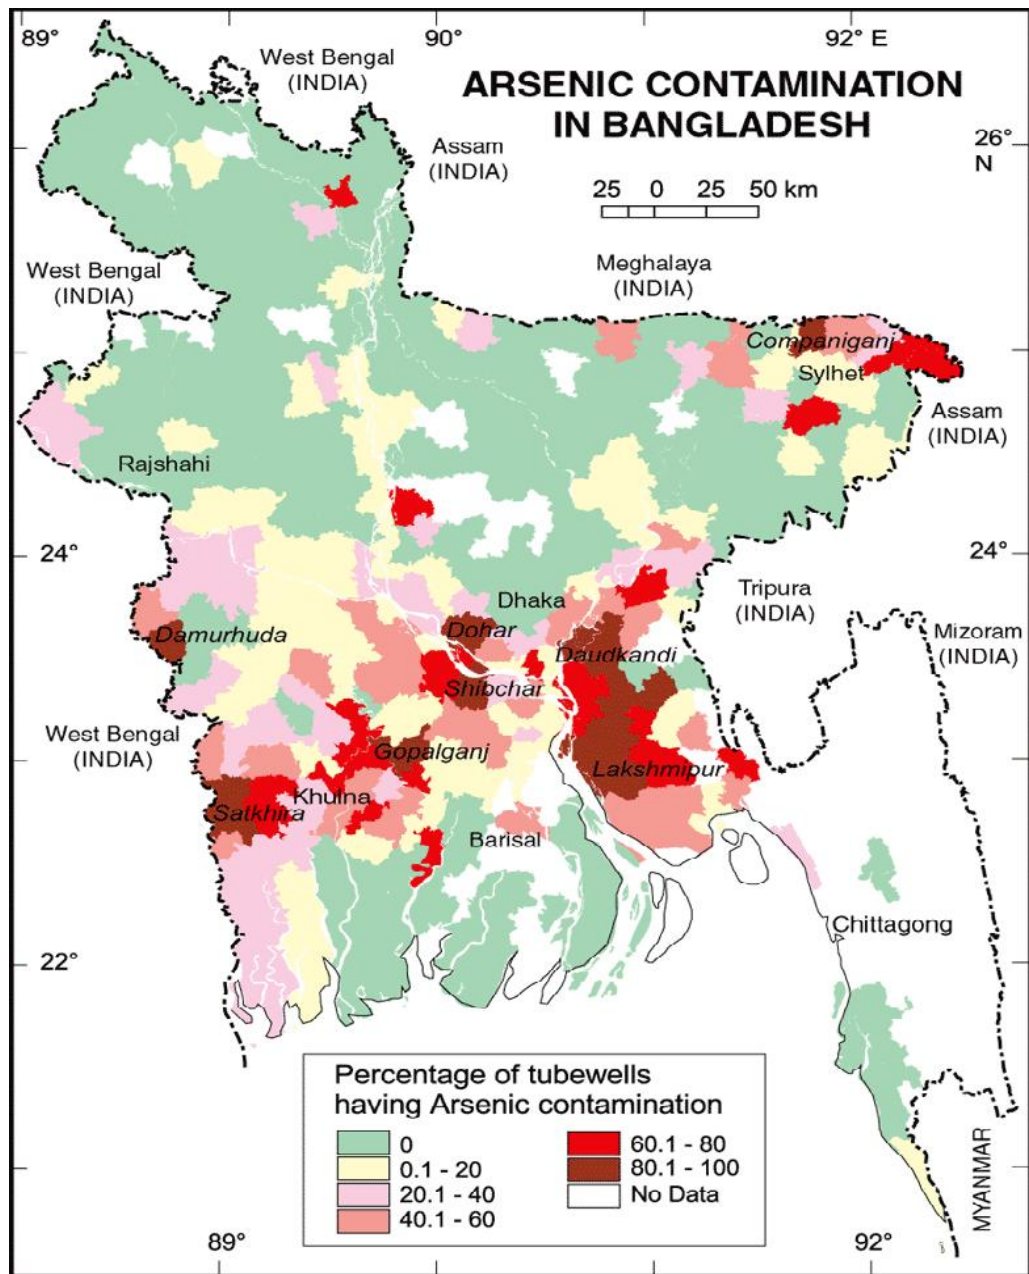 89°
90°
92° E
West Bengal
(INDIA)
ARSENIC CONTAMINATION
IN BANGLADESH
Assam
(INDIA)
26°
N
25 0 25 50 km
West Bengal
(INDIA)
Meghalaya
(INDIA)
Companiganj
Sylhet
Assam
(INDIA)
Rajshahi
24°
24°
Dhaka
Tripura
(INDIA)
Damurhuda
Dohar
Daudkandi
Mizoram
(INDIA)
Shibchar
West Bengal
(INDIA)
Gopalganj
Lakshmipur
Khulna
Satkhira
Barisal
Chittagong
22°
Percentage of tubewells
having Arsenic contamination
0
0.1 - 20
20.1 - 40
40.1 - 60
60.1 - 80
80.1 - 100
No Data
MYANMAR
89°
92°